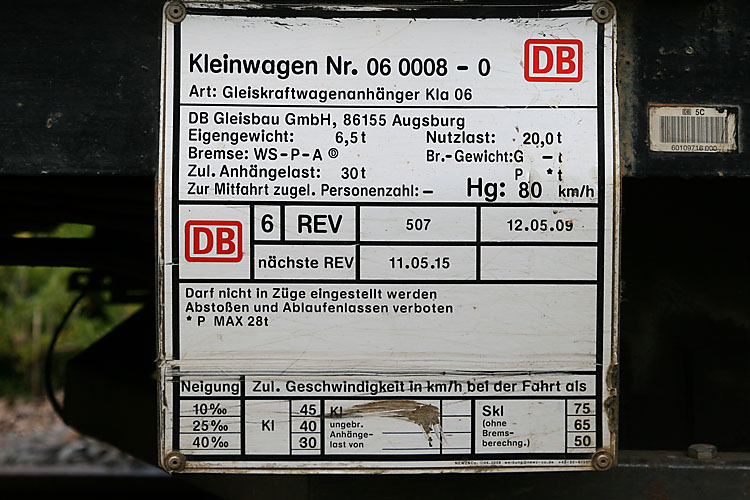 Kleinwagen Nr. 06 0008 - 0
DB
Art: Gleiskraftwagenanhänger Kla 06
DB Gleisbau GmbH, 86155 Augsburg
Eigengewicht: 6,5 t Nutzlast: 20,0 t
Bremse: WS-P-A ® Br.-Gewicht:G - t
Zul. Anhängelast: 30 t P * t
Zur Mitfahrt zugel. Personenzahl: - Hg: 80 km/h
DB
6 REV 507 12.05.09
nächste REV 11.05.15
Darf nicht in Züge eingestellt werden
Abstoßen und Ablaufenlassen verboten
* P MAX 28t
Neigung Zul. Geschwindigkeit in km/h bei der Fahrt als
10‰ Kl 45 Kl Skl 75
25‰ 40 ungebr. (ohne 65
40‰ 30 Anhänge- Brems- 50
last von berechng.)
5C
60109716 000